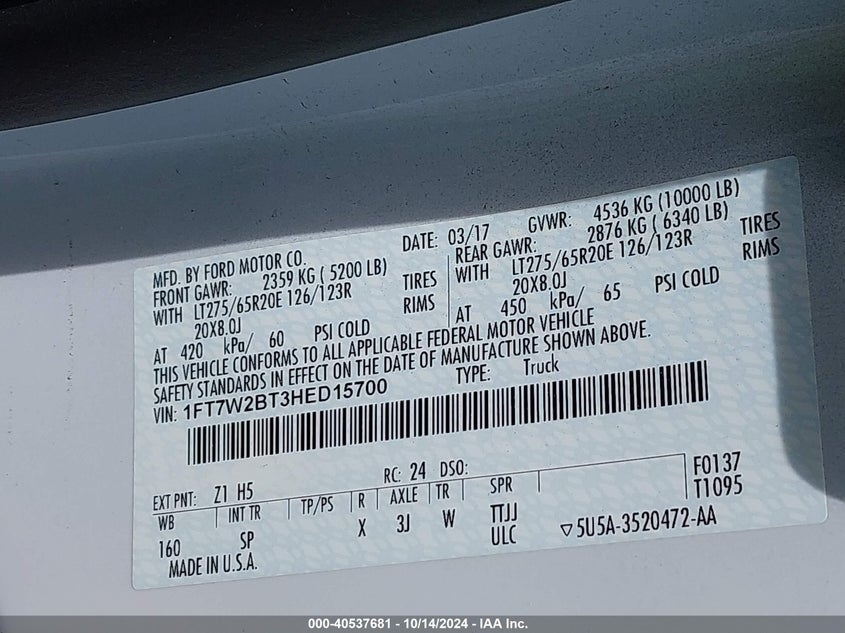 MFD. BY FORD MOTOR CO.
DATE: 03/17 GVWR: 4536 KG (10000 LB)
FRONT GAWR: 2359 KG ( 5200 LB)
REAR GAWR: 2876 KG ( 6340 LB)
WITH LT275/65R20E 126/123R TIRES
WITH LT275/65R20E 126/123R TIRES
20X8.0J RIMS
20X8.0J RIMS
AT 420 kPa/ 60 PSI COLD
AT 450 kPa/ 65 PSI COLD
THIS VEHICLE CONFORMS TO ALL APPLICABLE FEDERAL MOTOR VEHICLE
SAFETY STANDARDS IN EFFECT ON THE DATE OF MANUFACTURE SHOWN ABOVE.
VIN: 1FT7W2BT3HED15700 TYPE: Truck
EXT PNT: Z1 H5 RC: 24 DSO:
F0137
T1095
WB INT TR TP/PS R AXLE TR SPR
160 SP X 3J W TTJJ
ULC
5U5A-3520472-AA
MADE IN U.S.A.
000-40537681 - 10/14/2024 - IAA Inc.